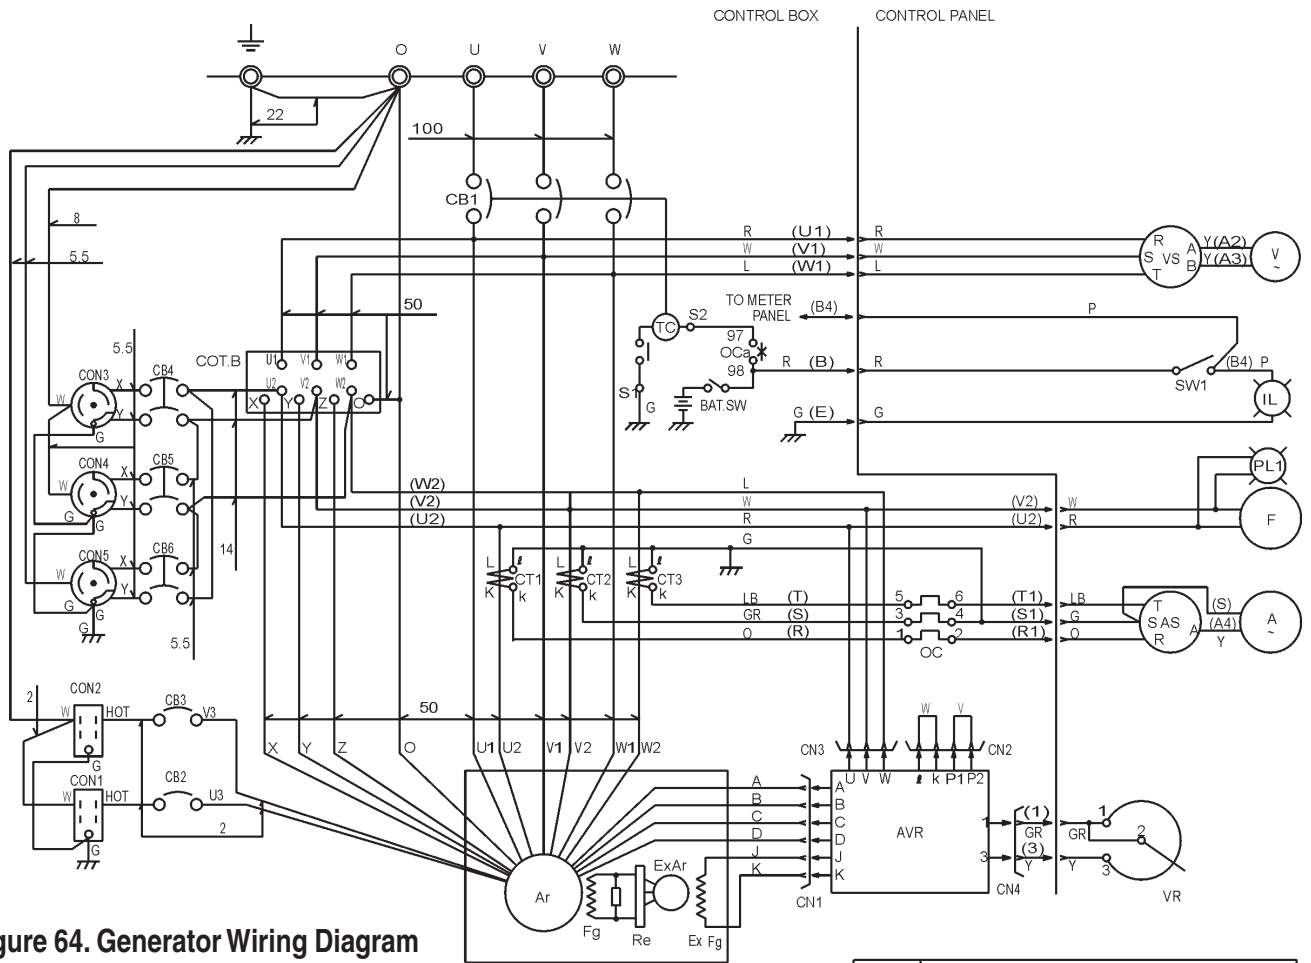 CONTROL BOX CONTROL PANEL
O U V W
22
100
CB1
8
5.5
R (U1) R
W (V1) W
L (W1) L
R S T VS A B
Y(A2)
Y(A3)
V ~
50
TO METER PANEL (B4) P
TC S2
97
OCa
98
R (B) R
SW1 (B4) P
IL
S1 G
BAT.SW
G (E) G
COT.B
U1 V1 W1
U2 V2 W2
X Y Z O
5.5
CON3 X CB4
W Y
G
CON4 X CB5
W Y
G G
CON5 X CB6
W Y
G G
G
14
5.5
(W2) L
(V2) W (V2) W
(U2) R (U2) R
G
PL1
F
L ℓ L ℓ L ℓ
CT1 CT2 CT3
K k K k K k
LB (T) 5 6 (T1) LB
GR (S) 3 4 (S1) G
O (R) 1 2 (R1) O
OC
T S AS R A
(S)
(A4)
Y
A ~
2
CON2 CB3
W HOT V3
G
CON1 CB2
W HOT U3
G
2
50
X Y Z O U1 U2 V1 V2 W1 W2
W V
CN3 CN2
U V W ℓ k P1 P2
A A
B B
C C
D D
J J
K K
AVR
CN1
1 (1)
GR GR 1
2
3 (3)
Y Y 3
CN4
VR
Ar
ExAr
Fg Re Ex Fg
gure 64. Generator Wiring Diagram